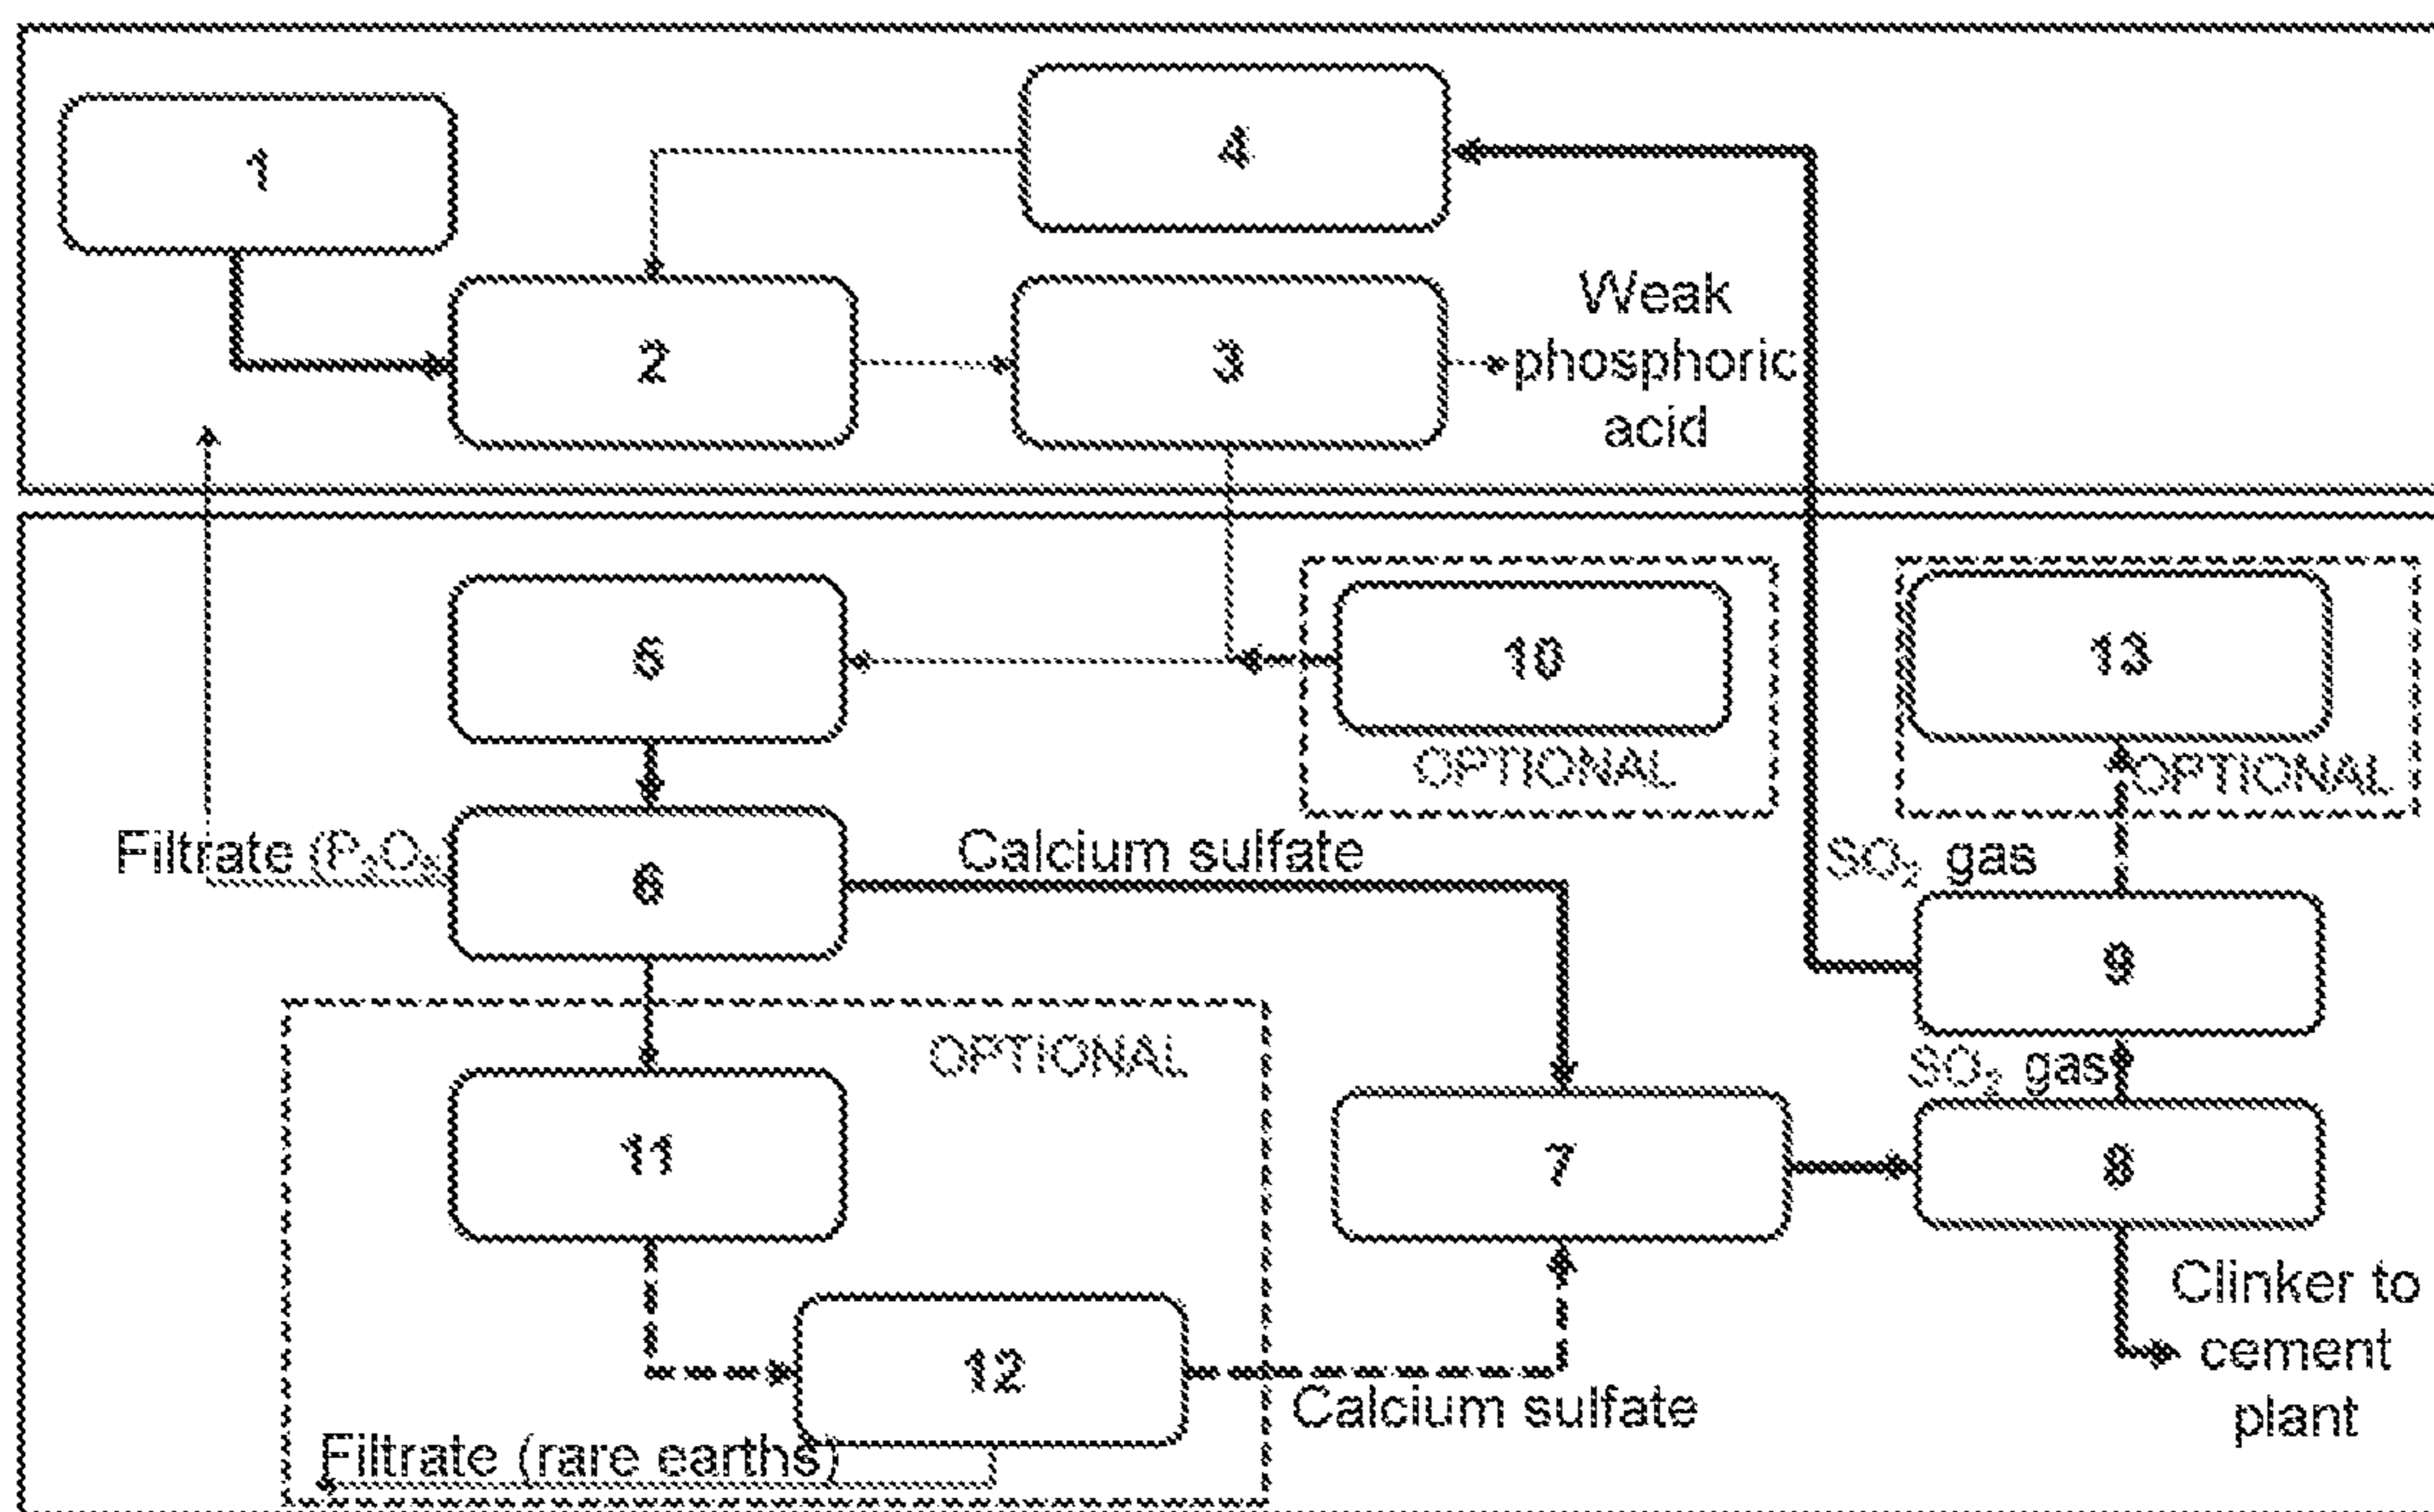 4
1
Weak
2
3
phosphoric
acid
5
10
13
OPTIONAL
OPTIONAL
Filtrate (P₂O₅)
Calcium sulfate
SO₂ gas
6
9
OPTIONAL
SO₂ gas
11
7
8
Clinker to
12
cement
Calcium sulfate
plant
Filtrate (rare earths)